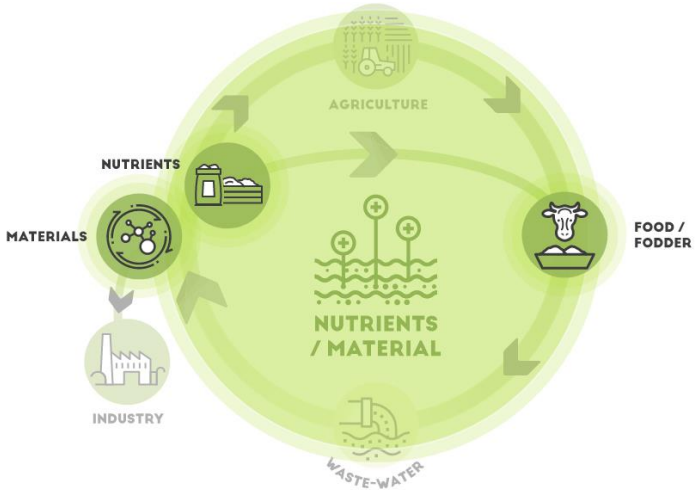 AGRICULTURE
NUTRIENTS
MATERIALS
FOOD /
FODDER
NUTRIENTS
/ MATERIAL
INDUSTRY
WASTE-WATER